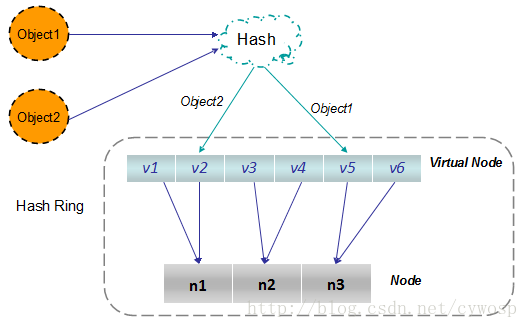 Object1
Hash
Object2
Object2
Object1
v1 v2 v3 v4 v5 v6
Virtual Node
Hash Ring
n1 n2 n3
Node
http://blog.csdn.net/cywosp